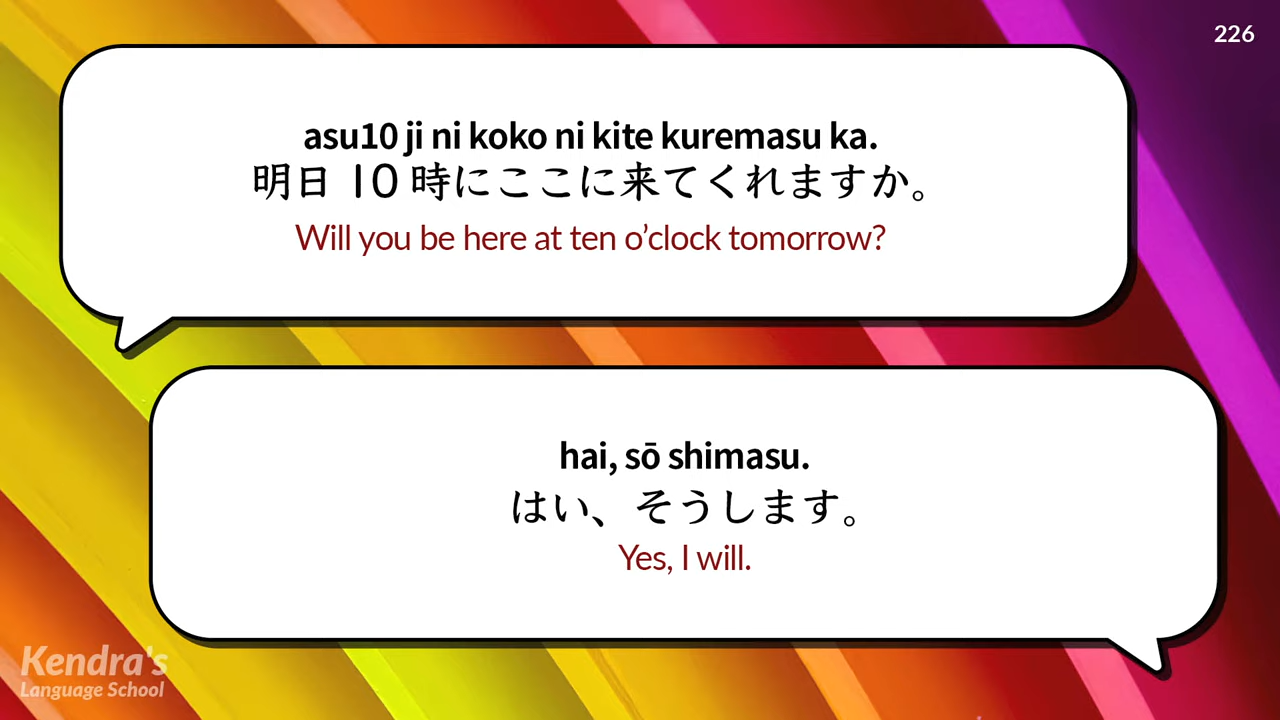 226
asu10 ji ni koko ni kite kuremasu ka.
明日 10 時にここに来てくれますか。
Will you be here at ten o’clock tomorrow?
hai, sō shimasu.
はい、そうします。
Yes, I will.
Kendra's
Language School